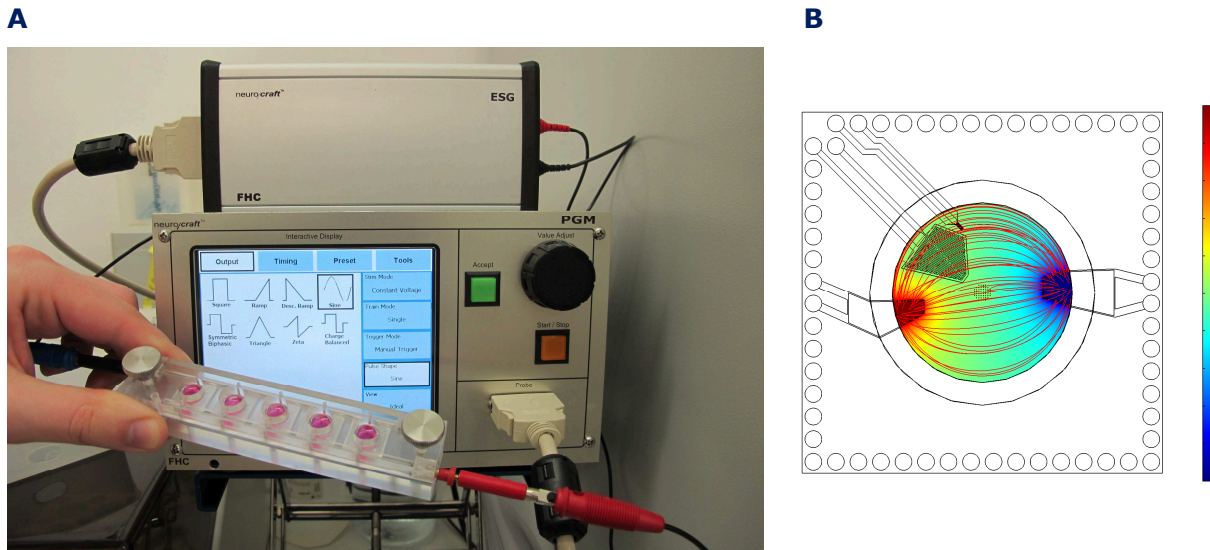 A
B
neuro/craft™
ESG
FHC
neuro/craft™
PGM
Interactive Display
Value Adjust
Output
Timing
Preset
Tools
Accept
Stim Mode
Constant Voltage
Square
Ramp
Desc. Ramp
Sine
Train Mode
Single
Start / Stop
Symmetric
Biphasic
Triangle
Zeta
Charge
Balanced
Trigger Mode
Manual Trigger
Pulse Shape
Sine
Probe
View
Ideal
FHC